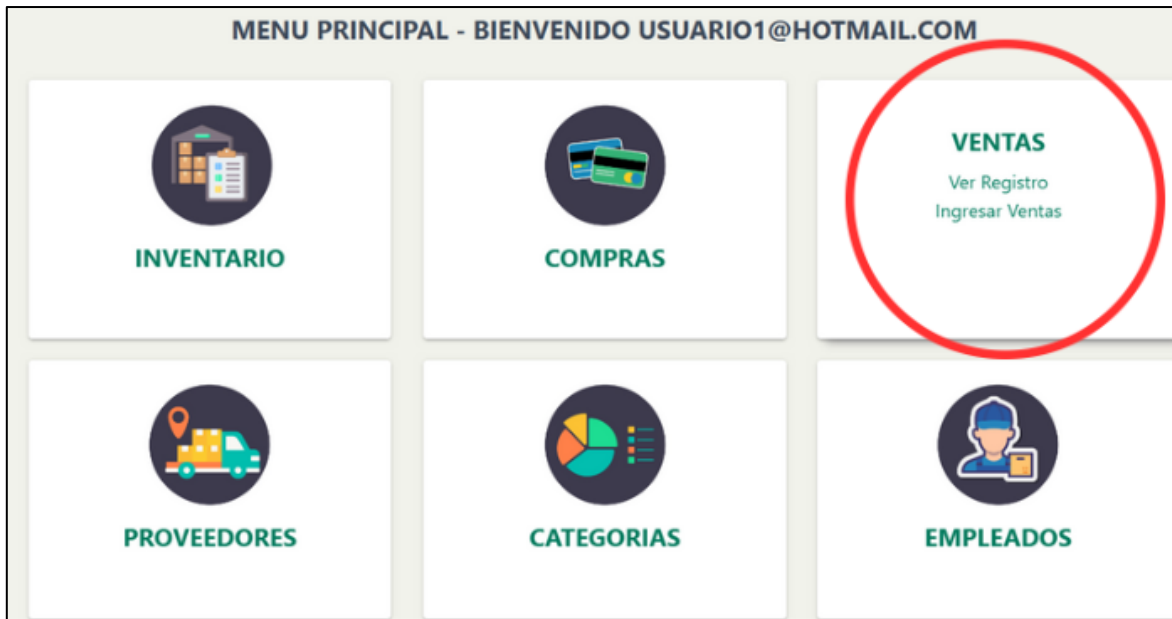 MENU PRINCIPAL - BIENVENIDO USUARIO1@HOTMAIL.COM
INVENTARIO
COMPRAS
VENTAS
Ver Registro
Ingresar Ventas
PROVEEDORES
CATEGORIAS
EMPLEADOS